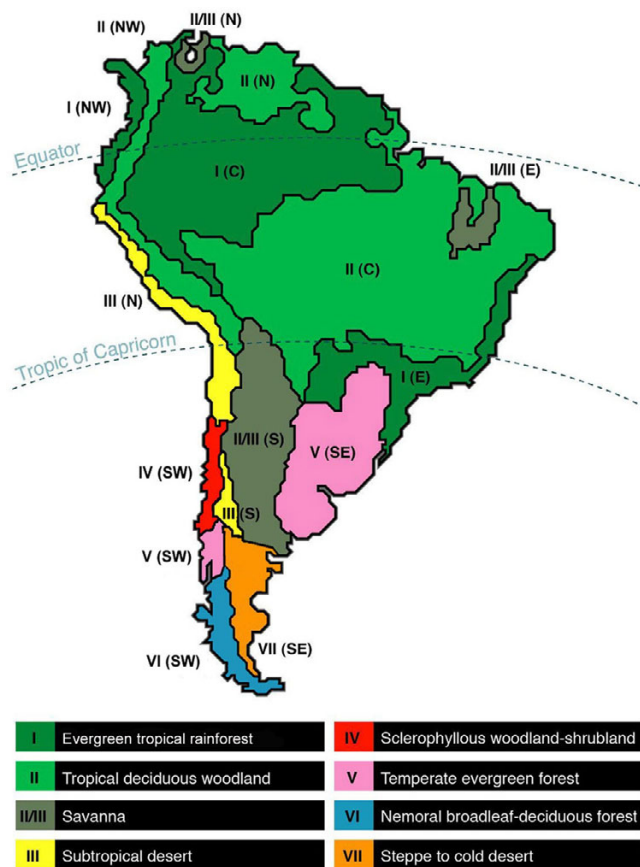 II/III (N)
II (NW)
II (N)
I (NW)
Equator
I (C)
II/III (E)
II (C)
III (N)
Tropic of Capricorn
I (E)
II/III (S)
V (SE)
IV (SW)
III (S)
V (SW)
VII (SE)
VI (SW)
I Evergreen tropical rainforest
II Tropical deciduous woodland
II/III Savanna
III Subtropical desert
IV Sclerophyllous woodland-shrubland
V Temperate evergreen forest
VI Nemoral broadleaf-deciduous forest
VII Steppe to cold desert